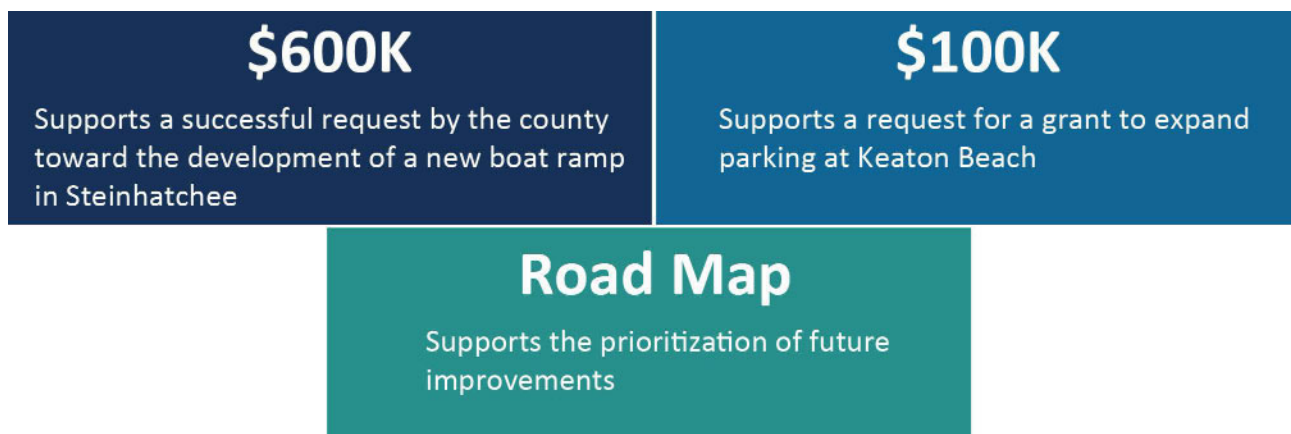 $600K
Supports a successful request by the county
toward the development of a new boat ramp
in Steinhatchee
$100K
Supports a request for a grant to expand
parking at Keaton Beach
Road Map
Supports the prioritization of future
improvements